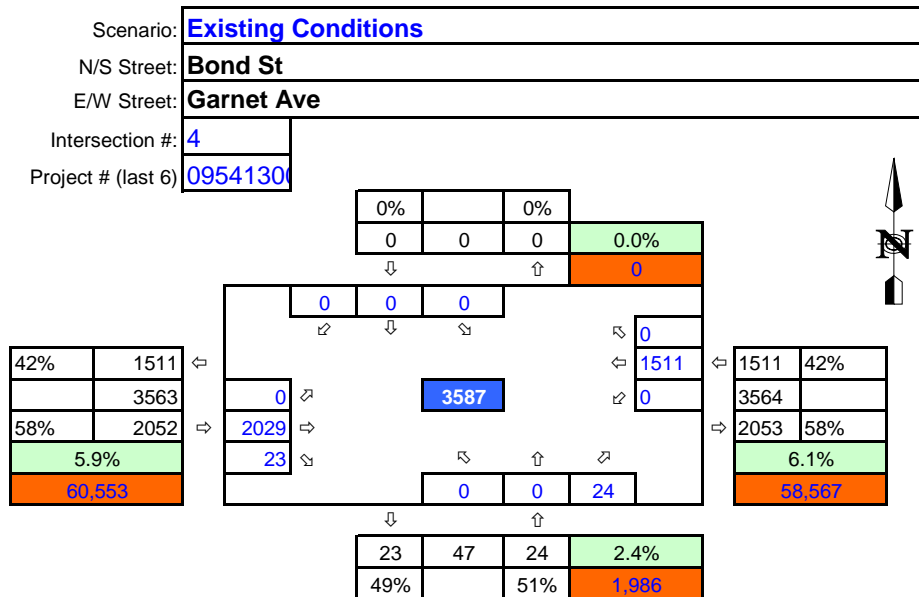 Scenario: Existing Conditions
N/S Street: Bond St
E/W Street: Garnet Ave
Intersection #: 4
Project # (last 6) 09541300
N
0% 0%
0 0 0 0.0%
⇩ ⇧ 0
0 0 0
⬃ ⇩ ⬂
⬁ 0
42% 1511 ⇦ ⇦ 1511 ⇦ 1511 42%
3563 0 ⬀ 3587 ⬃ 0 3564
58% 2052 ⇨ 2029 ⇨ ⇨ 2053 58%
5.9% 23 ⬂ ⬁ ⇧ ⬀ 6.1%
60,553 0 0 24 58,567
⇩ ⇧
23 47 24 2.4%
49% 51% 1,986